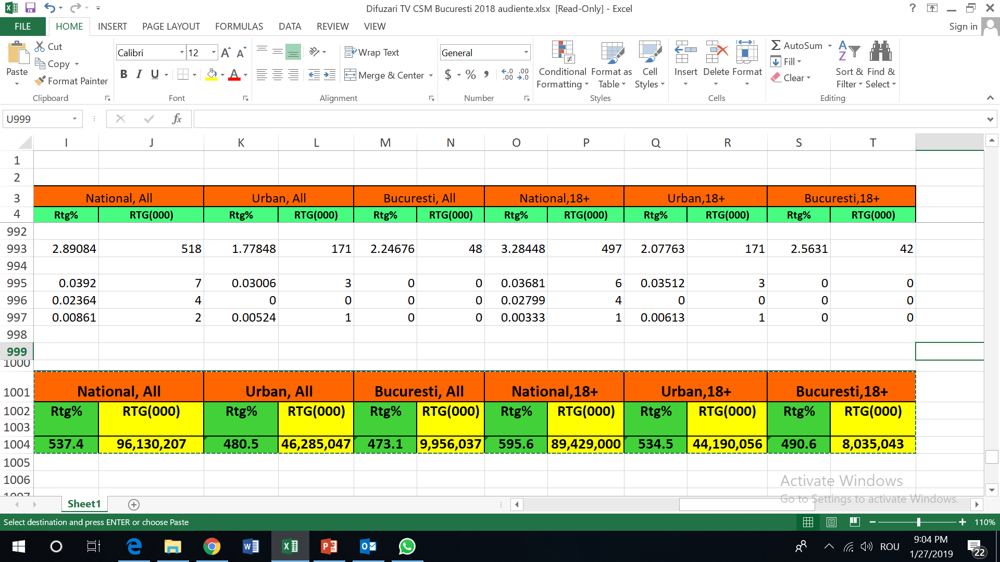 Difuzari TV CSM Bucuresti 2018 audiente.xlsx [Read-Only] - Excel
FILE HOME INSERT PAGE LAYOUT FORMULAS DATA REVIEW VIEW Sign in
Paste Cut Copy Format Painter Clipboard
Calibri 12 B I U Font
Wrap Text Merge & Center Alignment
General $ % Number
Conditional Formatting Format as Table Cell Styles Styles
Insert Delete Format Cells
AutoSum Fill Clear Sort & Filter Find & Select Editing
U999 fx
I J K L M N O P Q R S T
1
2
3 National, All Urban, All Bucuresti, All National,18+ Urban,18+ Bucuresti,18+
4 Rtg% RTG(000) Rtg% RTG(000) Rtg% RTG(000) Rtg% RTG(000) Rtg% RTG(000) Rtg% RTG(000)
992
993 2.89084 518 1.77848 171 2.24676 48 3.28448 497 2.07763 171 2.5631 42
994
995 0.0392 7 0.03006 3 0 0 0.03681 6 0.03512 3 0 0
996 0.02364 4 0 0 0 0 0.02799 4 0 0 0 0
997 0.00861 2 0.00524 1 0 0 0.00333 1 0.00613 1 0 0
998
999
1000
1001 National, All Urban, All Bucuresti, All National,18+ Urban,18+ Bucuresti,18+
1002 Rtg% RTG(000) Rtg% RTG(000) Rtg% RTG(000) Rtg% RTG(000) Rtg% RTG(000) Rtg% RTG(000)
1003
1004 537.4 96,130,207 480.5 46,285,047 473.1 9,956,037 595.6 89,429,000 534.5 44,190,056 490.6 8,035,043
1005
1006
1007
Activate Windows
Go to Settings to activate Windows.
Sheet1
Select destination and press ENTER or choose Paste 110%
ROU 9:04 PM
1/27/2019 22